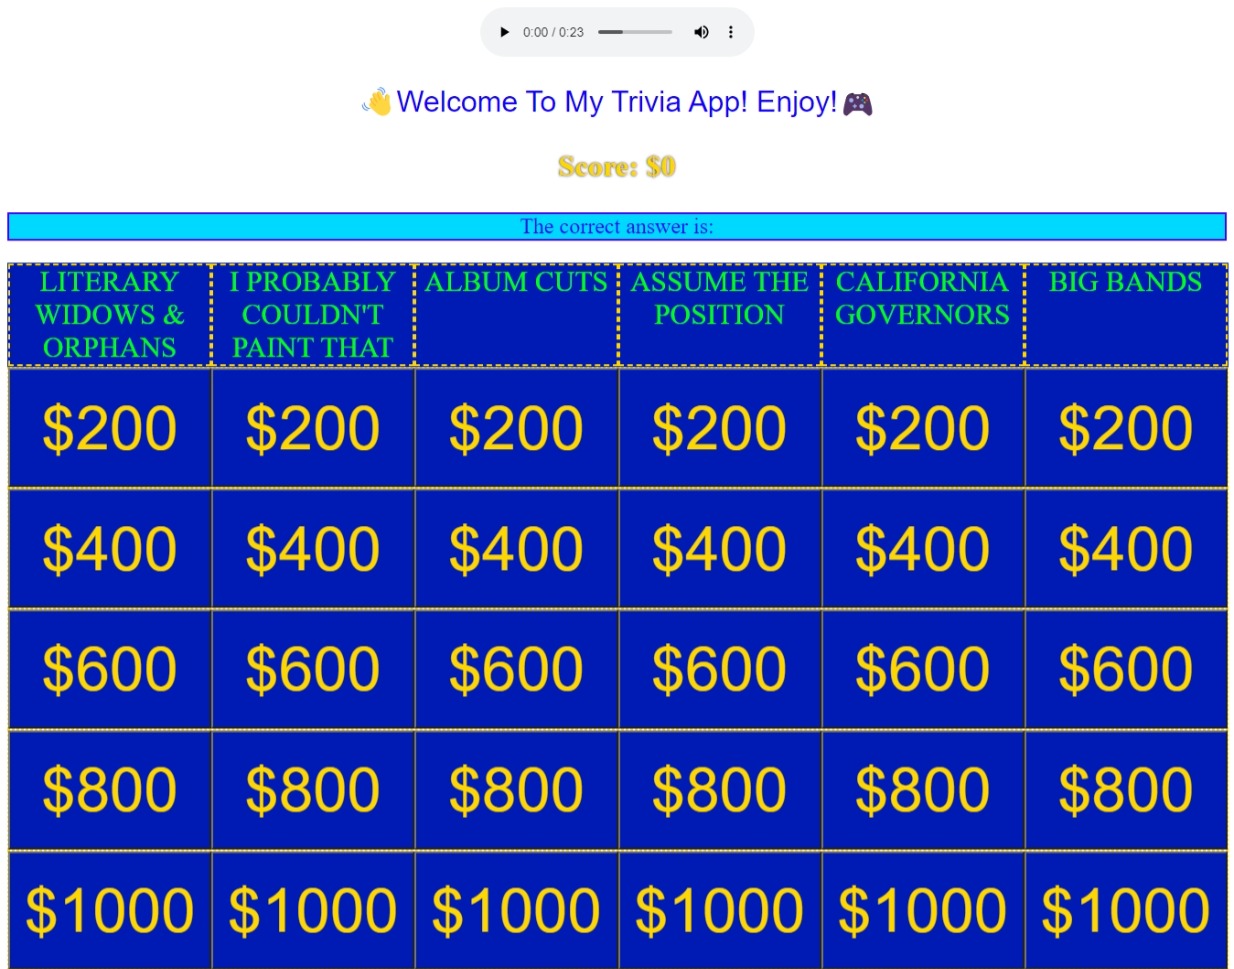 0:00 / 0:23
👋Welcome To My Trivia App! Enjoy!🎮
Score: $0
The correct answer is:
LITERARY WIDOWS & ORPHANS
I PROBABLY COULDN'T PAINT THAT
ALBUM CUTS
ASSUME THE POSITION
CALIFORNIA GOVERNORS
BIG BANDS
$200 $200 $200 $200 $200 $200
$400 $400 $400 $400 $400 $400
$600 $600 $600 $600 $600 $600
$800 $800 $800 $800 $800 $800
$1000 $1000 $1000 $1000 $1000 $1000